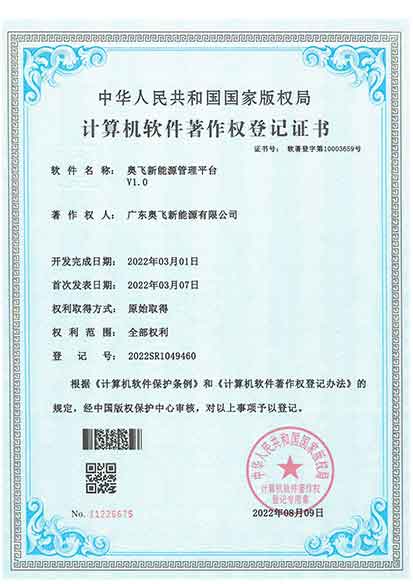 中华人民共和国国家版权局
计算机软件著作权登记证书
证书号： 软著登字第10003659号
软件名称： 奥飞新能源管理平台
V1.0
著作权人： 广东奥飞新能源有限公司
开发完成日期： 2022年03月01日
首次发表日期： 2022年03月07日
权利取得方式： 原始取得
权利范围： 全部权利
登记号： 2022SR1049460
根据《计算机软件保护条例》和《计算机软件著作权登记办法》的
规定，经中国版权保护中心审核，对以上事项予以登记。
中华人民共和国国家版权局
计算机软件著作权
登记专用章
No. 11226675
2022年08月09日